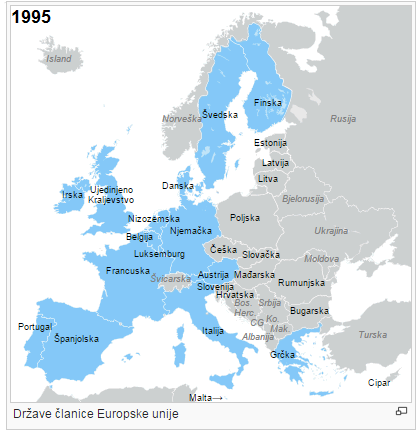 1995
Island
Finska
Norveška
Švedska
Rusija
Estonija
Latvija
Litva
Danska
Irska
Ujedinjeno
Kraljevstvo
Bjelorusija
Nizozemska
Poljska
Njemačka
Belgija
Ukrajina
Luksemburg
Češka
Slovačka
Moldova
Francuska
Austrija
Mađarska
Švicarska
Slovenija
Rumunjska
Hrvatska
Bos.
Herc.
Srbija
Bugarska
CG
Ko.
Mak.
Portugal
Španjolska
Italija
Albanija
Turska
Grčka
Cipar
Malta→
Države članice Europske unije